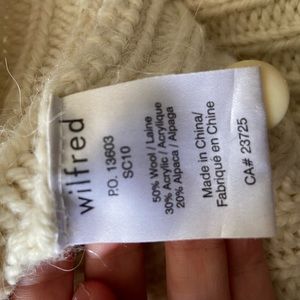 wilfred
P.O. 13603
SC10
50% Wool / Laine
30% Acrylic / Acrylique
20% Alpaca / Alpaga
Made in China/
Fabriqué en Chine
CA# 23725